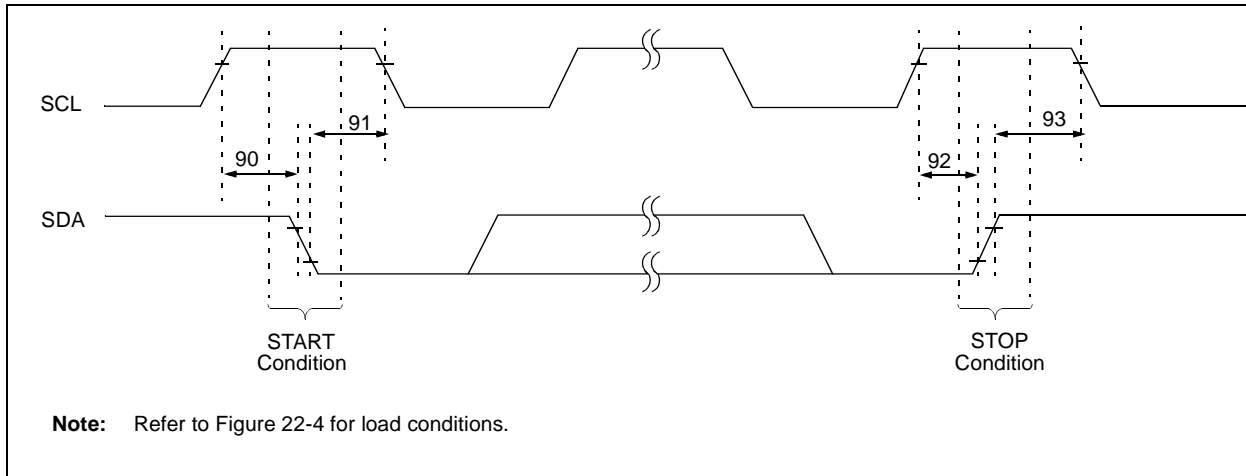 SCL
91
93
90
92
SDA
START
Condition
STOP
Condition
Note: Refer to Figure 22-4 for load conditions.